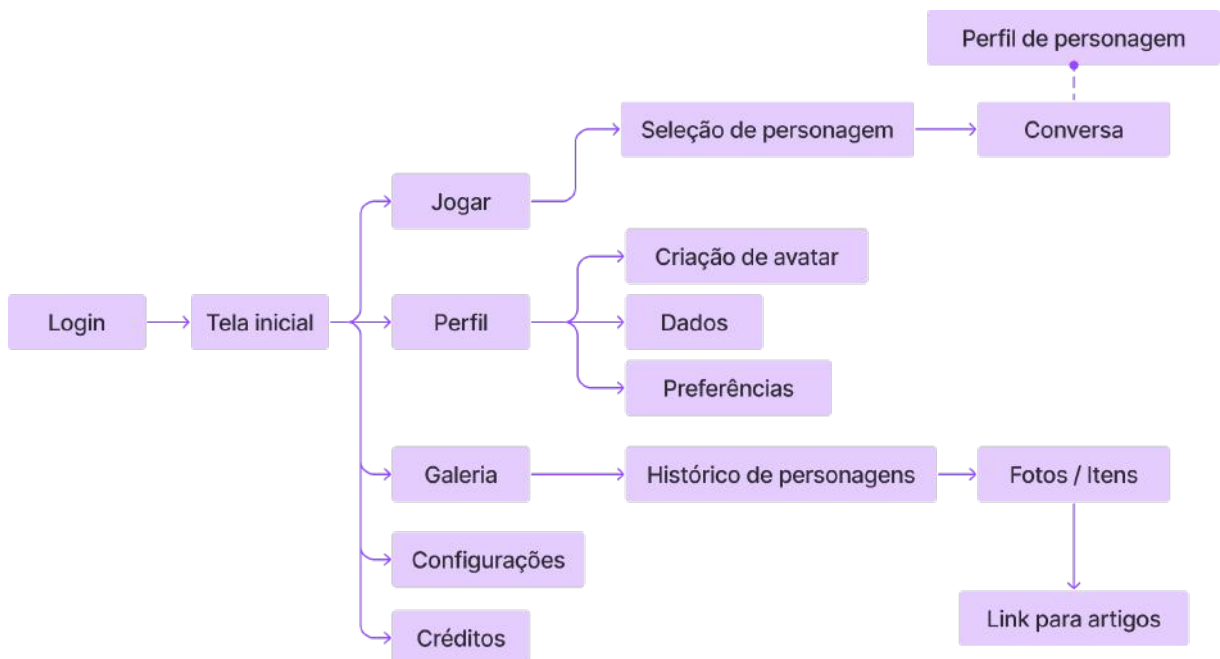 Perfil de personagem
Seleção de personagem
Conversa
Jogar
Criação de avatar
Login
Tela inicial
Perfil
Dados
Preferências
Galeria
Histórico de personagens
Fotos / Itens
Configurações
Link para artigos
Créditos